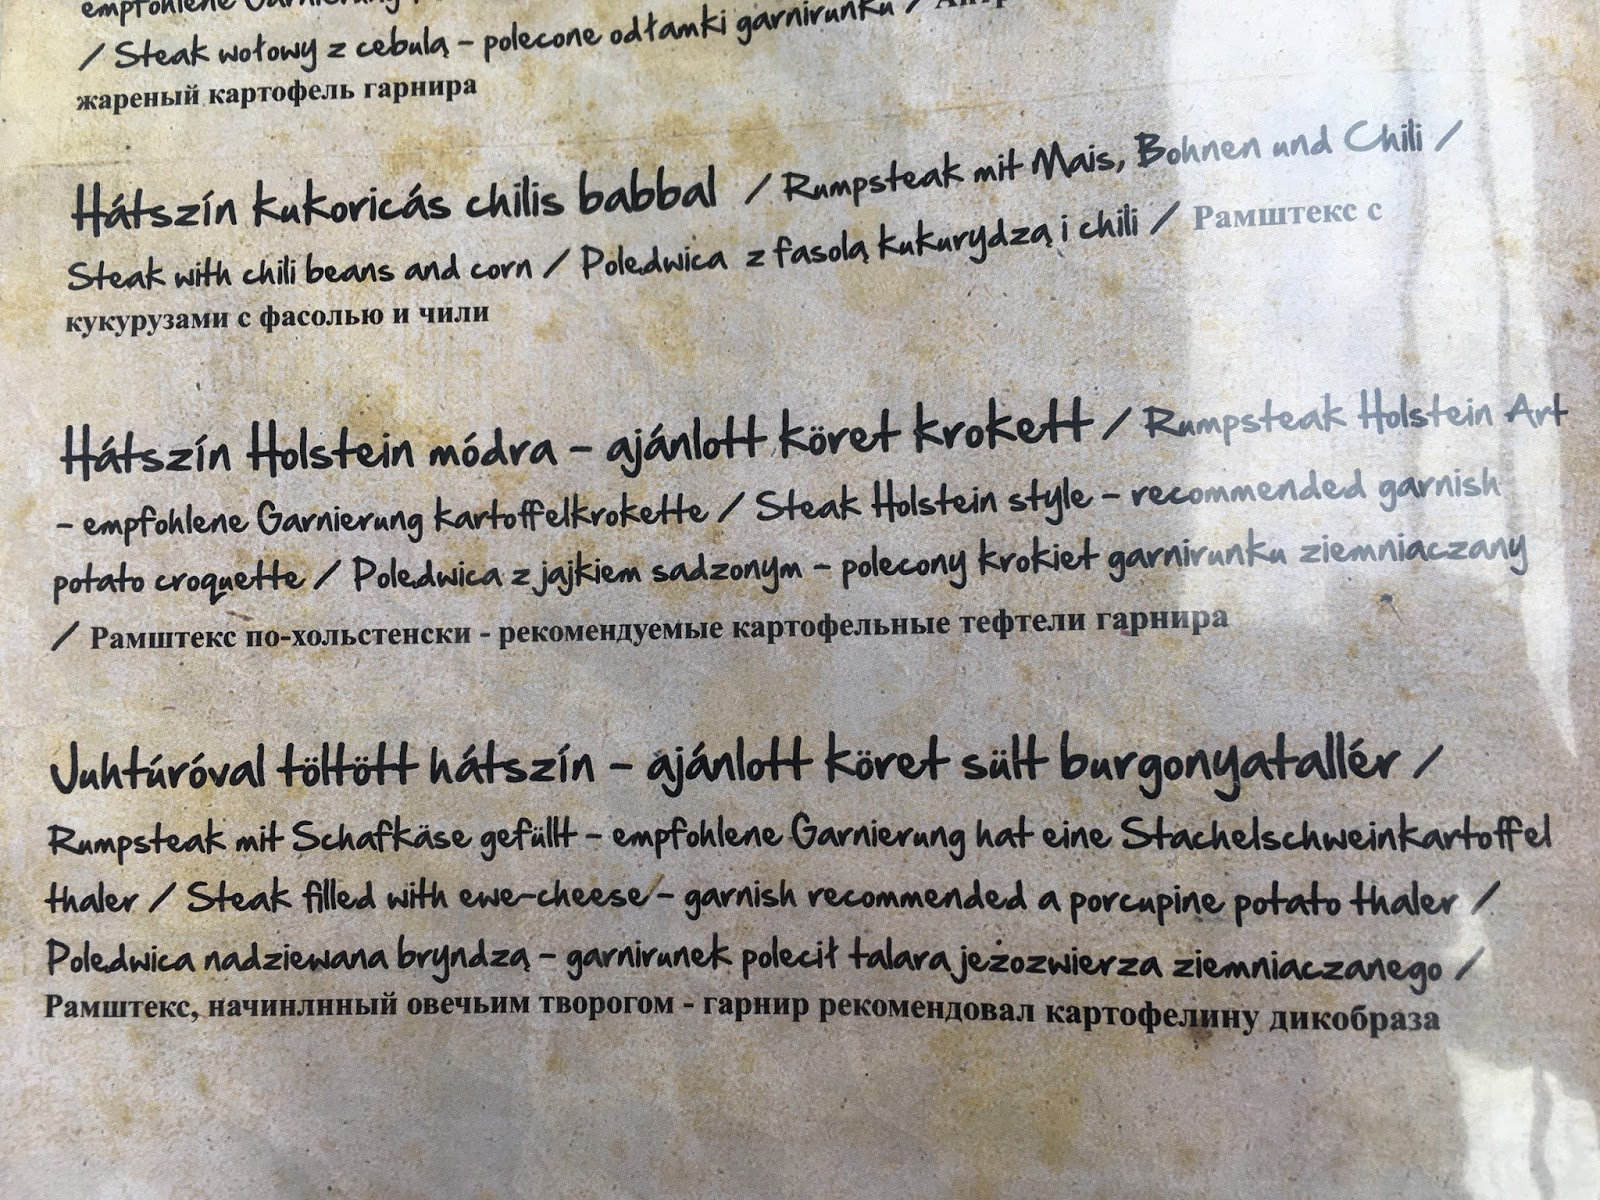 empfohlene Garnierung
/ Steak wołowy z cebulą - polecone odłamki garnirunku /
жареный картофель гарнира
Hátszín kukoricás chilis babbal / Rumpsteak mit Mais, Bohnen und Chili /
Steak with chili beans and corn / Polędwica z fasolą kukurydzą i chili / Рамштекс с
кукурузами с фасолью и чили
Hátszín Holstein módra - ajánlott köret krokett / Rumpsteak Holstein Art
- empfohlene Garnierung kartoffelkrokette / Steak Holstein style - recommended garnish
potato croquette / Polędwica z jajkiem sadzonym - polecony krokiet garnirunku ziemniaczany
/ Рамштекс по-хольстенски - рекомендуемые картофельные тефтели гарнира
Juhtúróval töltött hátszín - ajánlott köret sült burgonyatallér /
Rumpsteak mit Schafkäse gefüllt - empfohlene Garnierung hat eine Stachelschweinkartoffel
thaler / Steak filled with ewe-cheese - garnish recommended a porcupine potato thaler /
Polędwica nadziewana bryndzą - garnirunek polecił talara jeżozwierza ziemniaczanego /
Рамштекс, начинлнный овечьим творогом - гарнир рекомендовал картофелину дикобраза